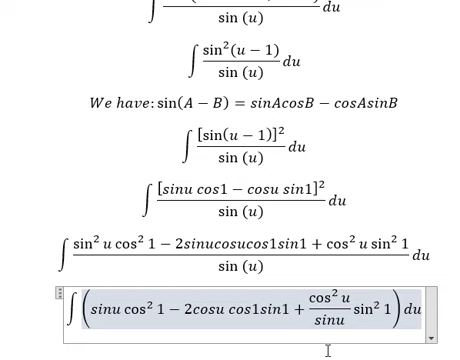 ∫ ─ sin (u) du
∫ sin²(u − 1) / sin (u) du
We have: sin(A − B) = sinAcosB − cosAsinB
∫ [sin(u − 1)]² / sin (u) du
∫ [sinu cos1 − cosu sin1]² / sin (u) du
∫ sin² u cos² 1 − 2sinucosucos1sin1 + cos² u sin² 1 / sin (u) du
∫ (sinu cos² 1 − 2cosu cos1sin1 + cos² u / sinu sin² 1) du